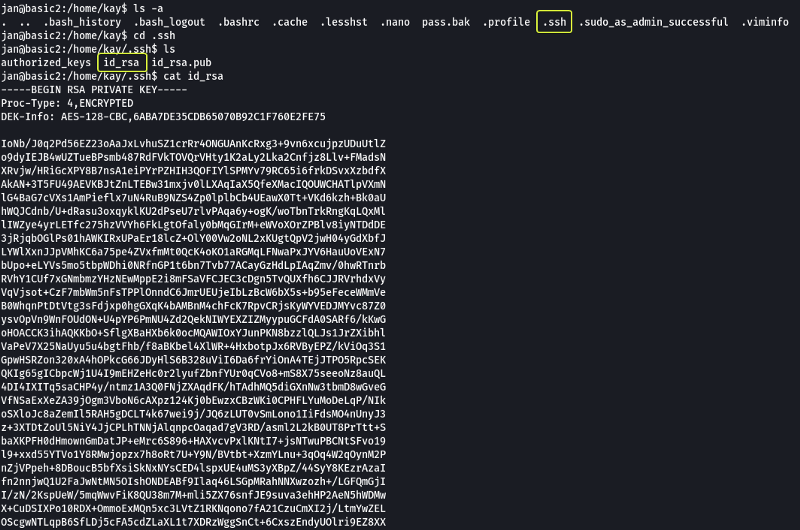 jan@basic2:/home/kay$ ls -a
. .. .bash_history .bash_logout .bashrc .cache .lesshst .nano pass.bak .profile .ssh .sudo_as_admin_successful .viminfo
jan@basic2:/home/kay$ cd .ssh
jan@basic2:/home/kay/.ssh$ ls
authorized_keys id_rsa id_rsa.pub
jan@basic2:/home/kay/.ssh$ cat id_rsa
-----BEGIN RSA PRIVATE KEY-----
Proc-Type: 4,ENCRYPTED
DEK-Info: AES-128-CBC,6ABA7DE35CDB65070B92C1F760E2FE75

IoNb/J0q2Pd56EZ23oAaJxLvhuSZ1crRr4ONGUAnKcRxg3+9vn6xcujpzUDuUtlZ
o9dyIEJB4wUZTueBPsmb487RdFVkTOVQrVHty1K2aLy2Lka2Cnfjz8Llv+FMadsN
XRvjw/HRiGcXPY8B7nsA1eiPYrPZHIH3QOFIYlSPMYv79RC65i6frkDSvxXzbdfX
AkAN+3T5FU49AEVKBJtZnLTEBw31mxjv0lLXAqIaX5QfeXMacIQOUWCHATlpVXmN
lG4BaG7cVXs1AmPieflx7uN4RuB9NZS4Zp0lplbCb4UEawX0Tt+VKd6kzh+Bk0aU
hWQJCdnb/U+dRasu3oxqyklKU2dPseU7rlvPAqa6y+ogK/woTbnTrkRngKqLQxMl
lIWZye4yrLETfc275hzVVYh6FkLgtOfaly0bMqGIrM+eWVoXOrZPBlv8iyNTDdDE
3jRjqbOGlPs01hAWKIRxUPaEr18lcZ+OlY00Vw2oNL2xKUgtQpV2jwH04yGdXbfJ
LYWlXxnJJpVMhKC6a75pe4ZVxfmMt0QcK4oKO1aRGMqLFNwaPxJYV6HauUoVExN7
bUpo+eLYVs5mo5tbpWDhi0NRfnGP1t6bn7Tvb77ACayGzHdLpIAqZmv/0hwRTnrb
RVhY1CUf7xGNmbmzYHzNEwMppE2i8mFSaVFCJEC3cDgn5TvQUXfh6CJJRVrhdxVy
VqVjsot+CzF7mbWm5nFsTPPlOnndC6JmrUEUjeIbLzBcW6bX5s+b95eFeceWMmVe
B0WhqnPtDtVtg3sFdjxp0hgGXqK4bAMBnM4chFcK7RpvCRjsKyWYVEDJMYvc87Z0
ysvOpVn9WnFOUdON+U4pYP6PmNU4Zd2QekNIWYEXZIZMyypuGCFdA0SARf6/kKwG
oHOACCK3ihAQKKbO+SflgXBaHXb6k0ocMQAWIOxYJunPKN8bzzlQLJs1JrZXibhl
VaPeV7X25NaUyu5u4bgtFhb/f8aBKbel4XlWR+4HxbotpJx6RVByEPZ/kViOq3S1
GpwHSRZon320xA4hOPkcG66JDyHlS6B328uViI6Da6frYiOnA4TEjJTPO5RpcSEK
QKIg65gICbpcWj1U4I9mEHZeHc0r2lyufZbnfYUr0qCVo8+mS8X75seeoNz8auQL
4DI4IXITq5saCHP4y/ntmz1A3Q0FNjZXAqdFK/hTAdhMQ5diGXnNw3tbmD8wGveG
VfNSaExXeZA39jOgm3VboN6cAXpz124Kj0bEwzxCBzWKi0CPHFLYuMoDeLqP/NIk
oSXloJc8aZemIl5RAH5gDCLT4k67wei9j/JQ6zLUT0vSmLono1IiFdsMO4nUnyJ3
z+3XTDtZoUl5NiY4JjCPLhTNNjAlqnpcOaqad7gV3RD/asml2L2kB0UT8PrTtt+S
baXKPFH0dHmownGmDatJP+eMrc6S896+HAXvcvPxlKNtI7+jsNTwuPBCNtSFvo19
l9+xxd55YTVo1Y8RMwjopzx7h8oRt7U+Y9N/BVtbt+XzmYLnu+3qOq4W2qOynM2P
nZjVPpeh+8DBoucB5bfXsiSkNxNYsCED4lspxUE4uMS3yXBpZ/44SyY8KEzrAzaI
fn2nnjwQ1U2FaJwNtMN5OIshONDEABf9Ilaq46LSGpMRahNNXwzozh+/LGFQmGjI
I/zN/2KspUeW/5mqWwvFiK8QU38m7M+mli5ZX76snfJE9suva3ehHP2AeN5hWDMw
X+CuDSIXPo10RDX+OmmoExMQn5xc3LVtZ1RKNqono7fA21CzuCmXI2j/LtmYwZEL
OScgwNTLqpB6SfLDj5cFA5cdZLaXL1t7XDRzWggSnCt+6CxszEndyUOlri9EZ8XX